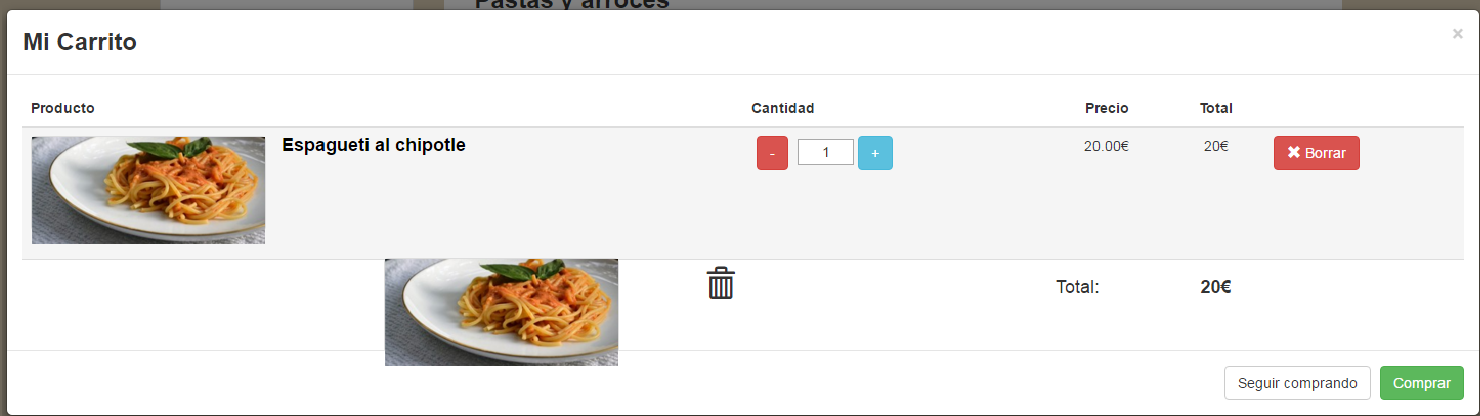 Pastas y arroces
Mi Carrito ×
Producto Cantidad Precio Total
Espagueti al chipotle - 1 + 20.00€ 20€ Borrar
Total: 20€
Seguir comprando Comprar